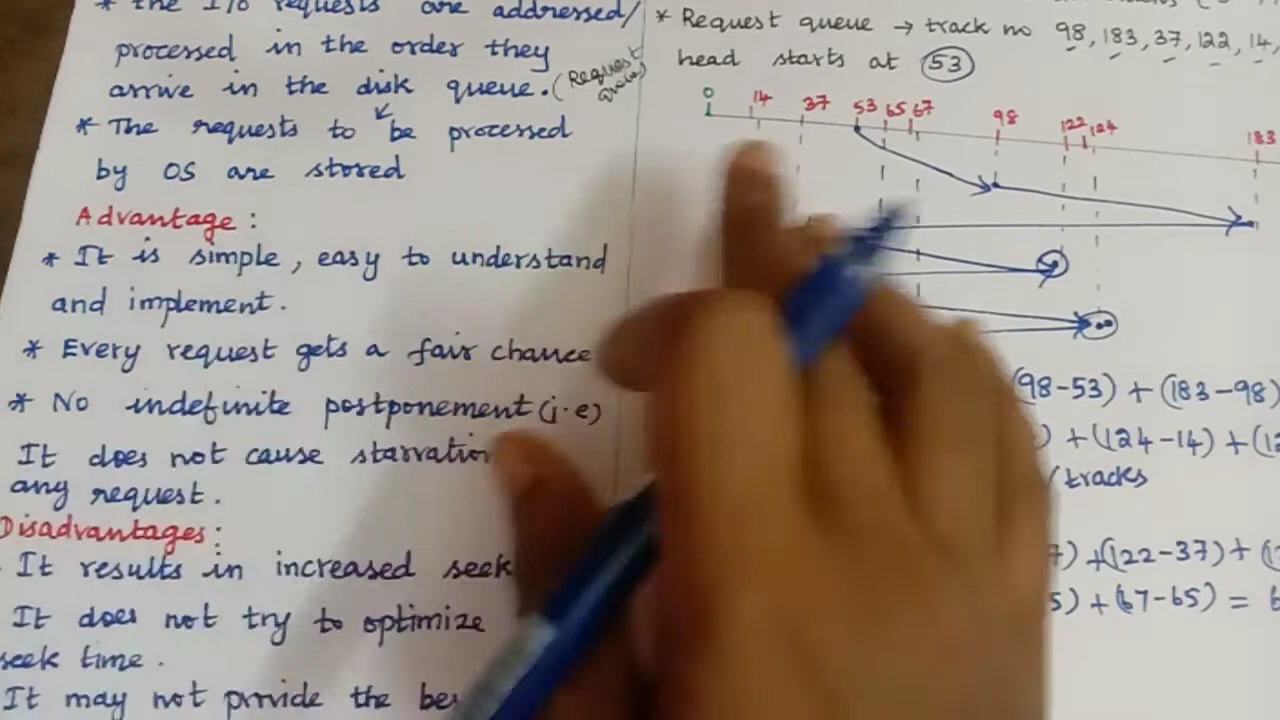 * The I/O requests are addressed/
processed in the order they
arrive in the disk queue. (Request
* The requests to be processed
by OS are stored
Advantage :
* It is simple, easy to understand
and implement.
* Every request gets a fair chance
* No indefinite postponement (i.e)
It does not cause starvation
any request.
Disadvantages :
It results in increased seek
It does not try to optimize
seek time.
It may not provide the
* Request queue → track no 98, 183, 37, 122, 14,
head starts at 53
0 14 37 53 65 67 98 122 124 183
(98-53) + (183-98)
) + (124-14) + (12
tracks
7) + (122-37) + (1
5) + (67-65) = 6